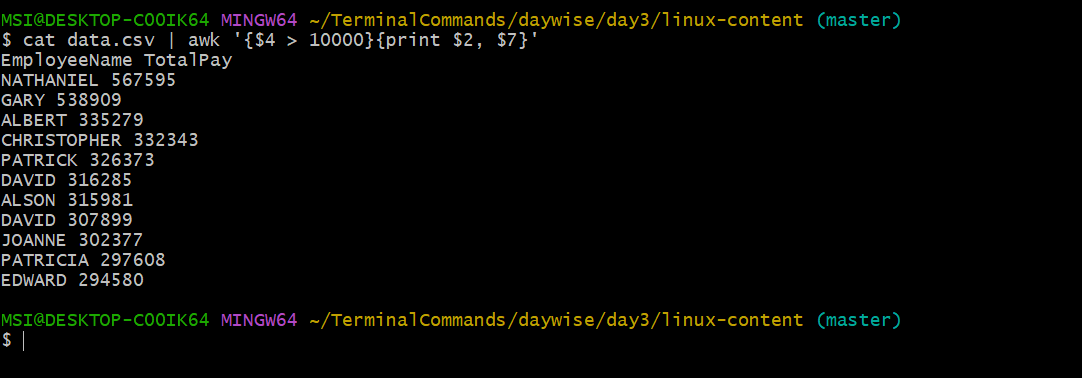 MSI@DESKTOP-COOIK64 MINGW64 ~/TerminalCommands/daywise/day3/linux-content (master)
$ cat data.csv | awk '{$4 > 10000}{print $2, $7}'
EmployeeName TotalPay
NATHANIEL 567595
GARY 538909
ALBERT 335279
CHRISTOPHER 332343
PATRICK 326373
DAVID 316285
ALSON 315981
DAVID 307899
JOANNE 302377
PATRICIA 297608
EDWARD 294580
MSI@DESKTOP-COOIK64 MINGW64 ~/TerminalCommands/daywise/day3/linux-content (master)
$